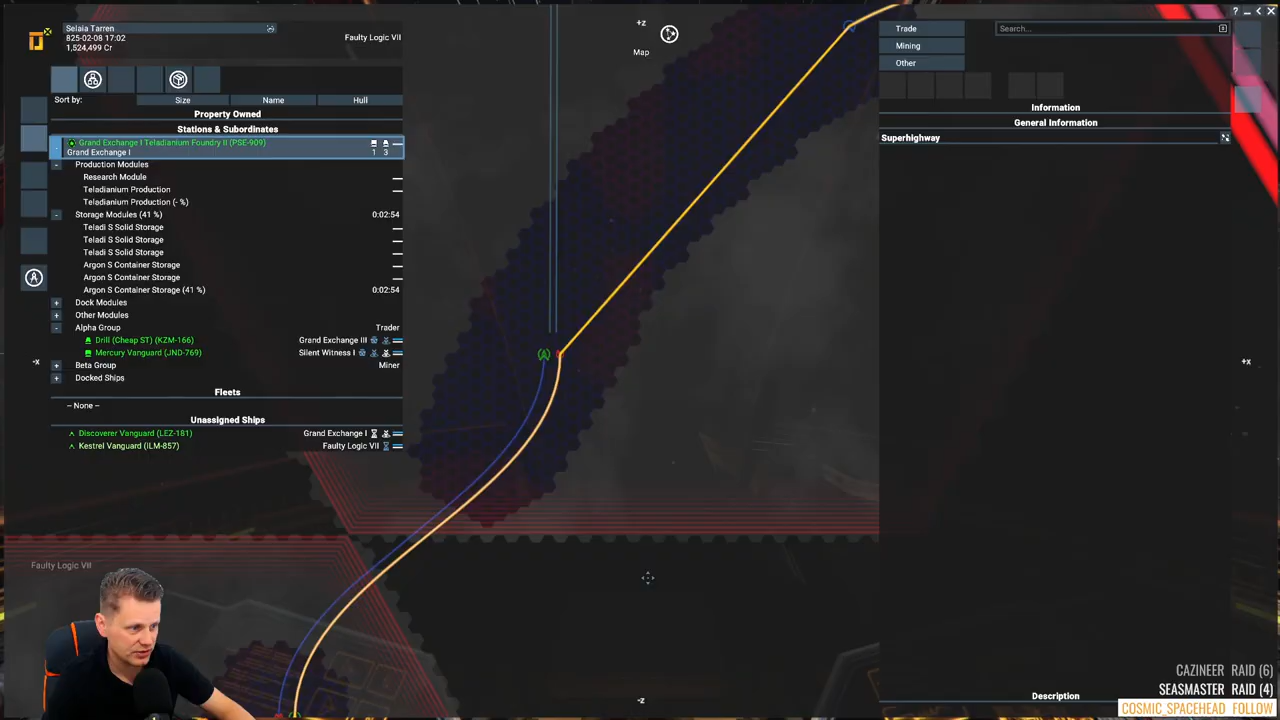 Selaia Tarren
825-02-08 17:02
1,524,499 Cr
Faulty Logic VII
Sort by:
Size
Name
Hull
Property Owned
Stations & Subordinates
Grand Exchange I Teladianium Foundry II (PSE-909)
Grand Exchange I
1 3
- Production Modules
Research Module
Teladianium Production
Teladianium Production (- %)
- Storage Modules (41 %) 0:02:54
Teladi S Solid Storage
Teladi S Solid Storage
Teladi S Solid Storage
Argon S Container Storage
Argon S Container Storage
Argon S Container Storage (41 %) 0:02:54
+ Dock Modules
+ Other Modules
- Alpha Group Trader
Drill (Cheap ST) (KZM-166) Grand Exchange III
Mercury Vanguard (JND-769) Silent Witness I
+ Beta Group Miner
+ Docked Ships
Fleets
-- None --
Unassigned Ships
Discoverer Vanguard (LEZ-181) Grand Exchange I
Kestrel Vanguard (ILM-857) Faulty Logic VII
+z
Map
-x
+x
-z
Faulty Logic VII
?
Trade
Mining
Other
Search...
Information
General Information
Superhighway
Description
CAZINEER RAID (6)
SEASMASTER RAID (4)
COSMIC_SPACEHEAD FOLLOW